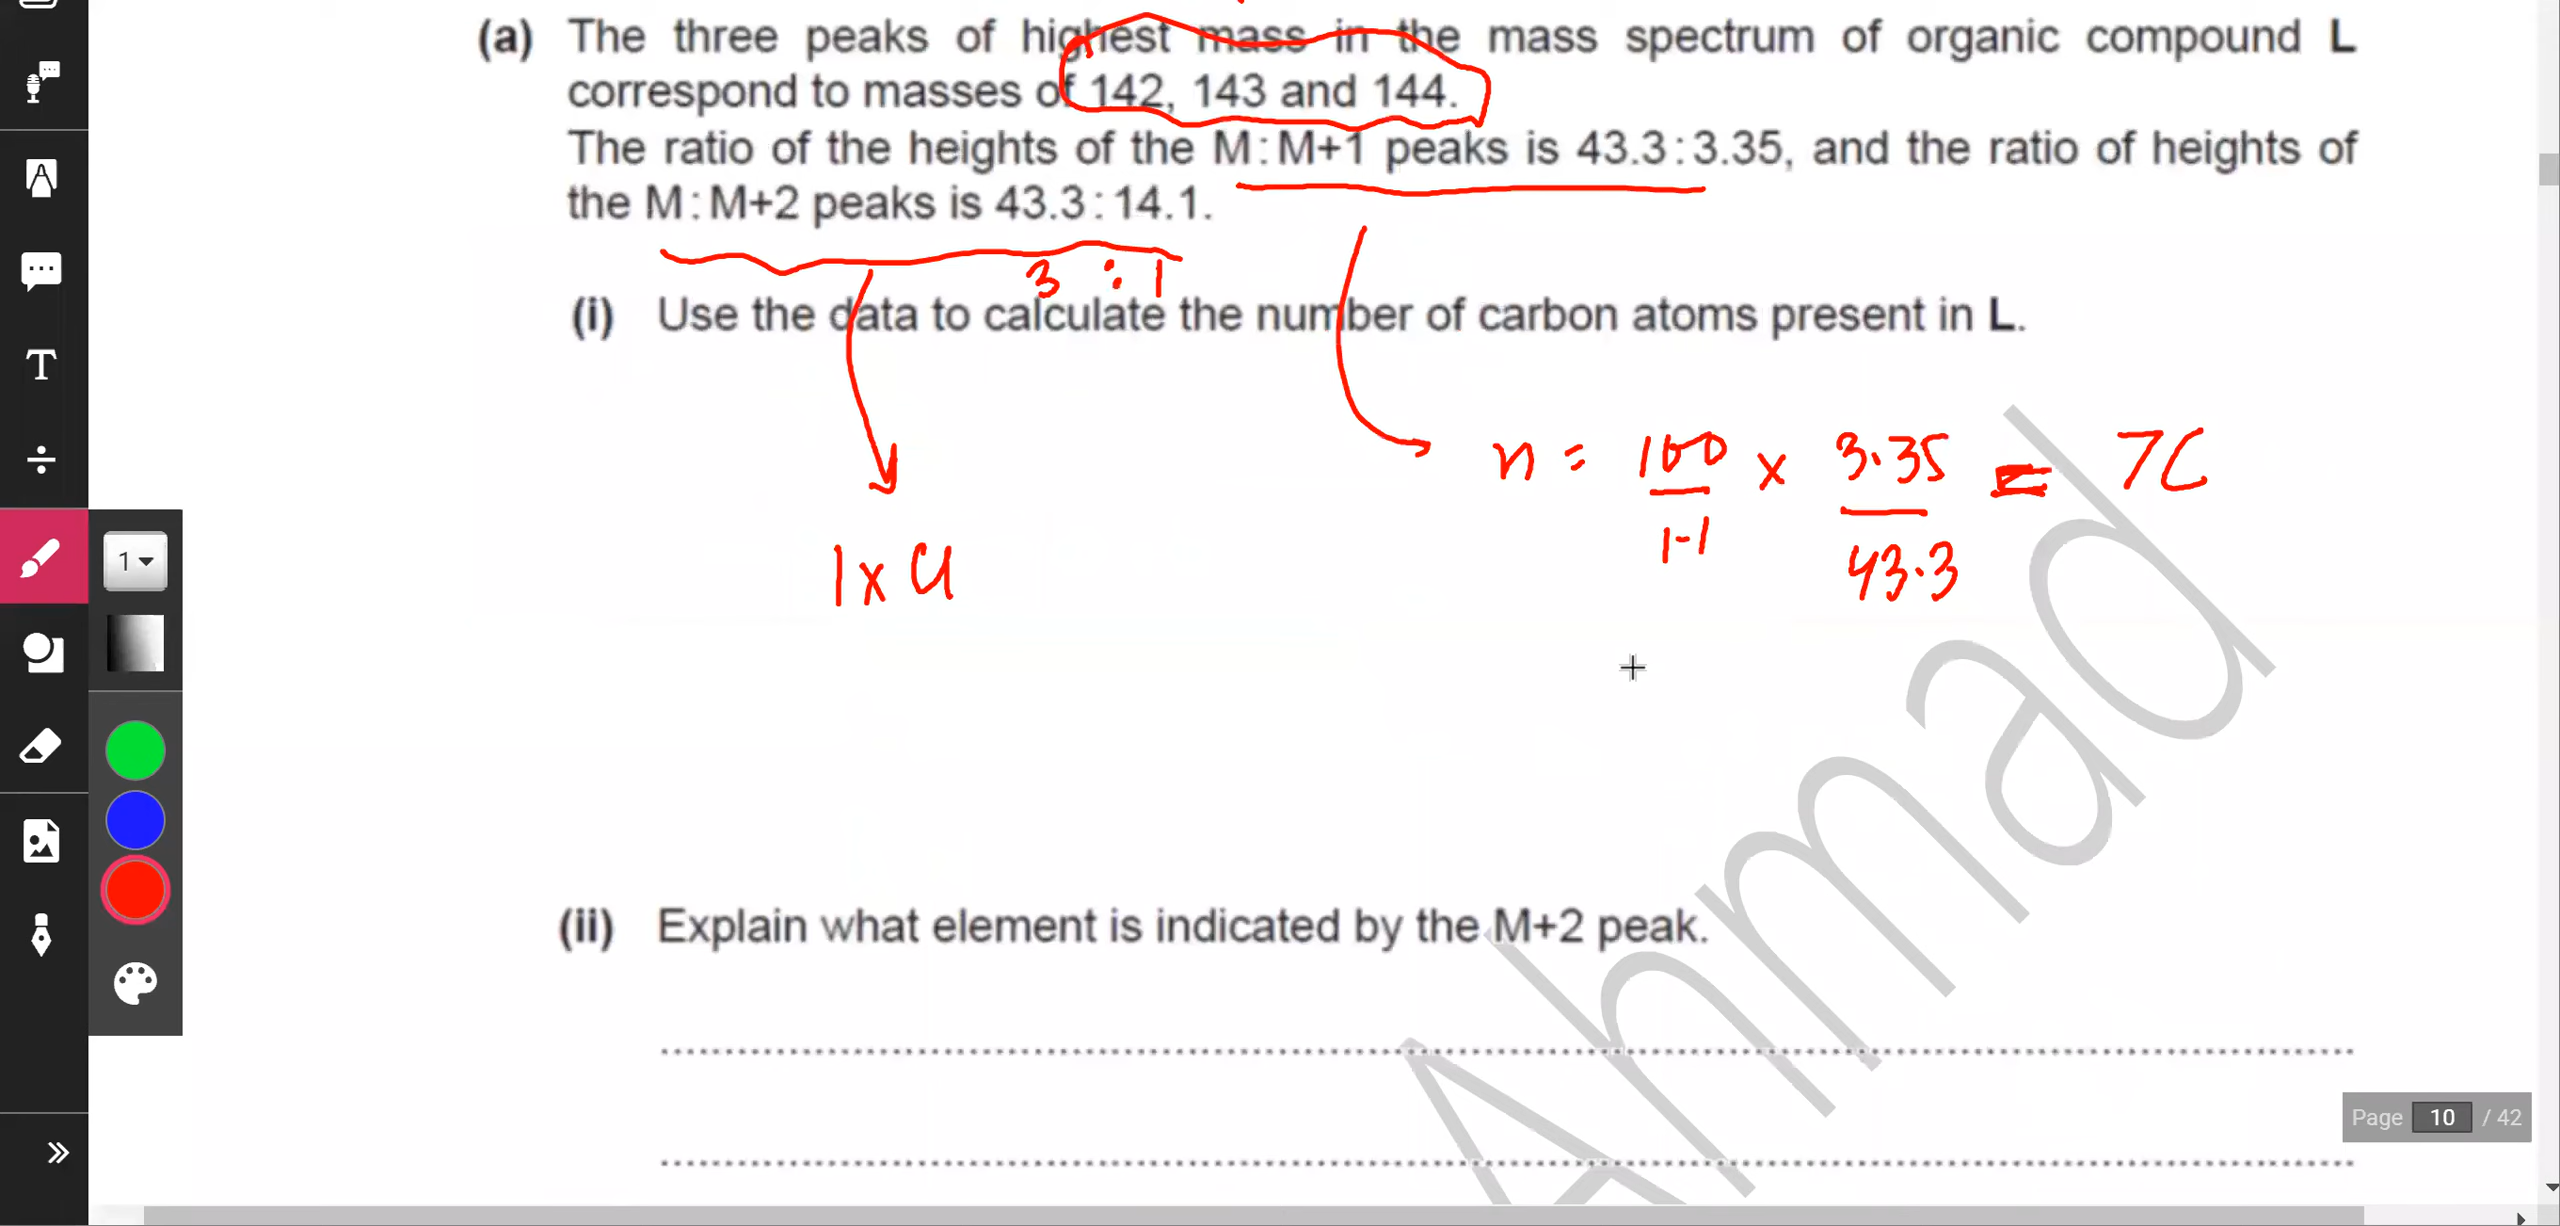 (a) The three peaks of highest mass in the mass spectrum of organic compound L
correspond to masses of 142, 143 and 144.
The ratio of the heights of the M : M+1 peaks is 43.3 : 3.35, and the ratio of heights of
the M : M+2 peaks is 43.3 : 14.1.
3 : 1
(i) Use the data to calculate the number of carbon atoms present in L.
n = 100/1.1 × 3.35/43.3 = 7C
1 x Cl
(ii) Explain what element is indicated by the M+2 peak.
Ahmad
1
T
Page 10 / 42